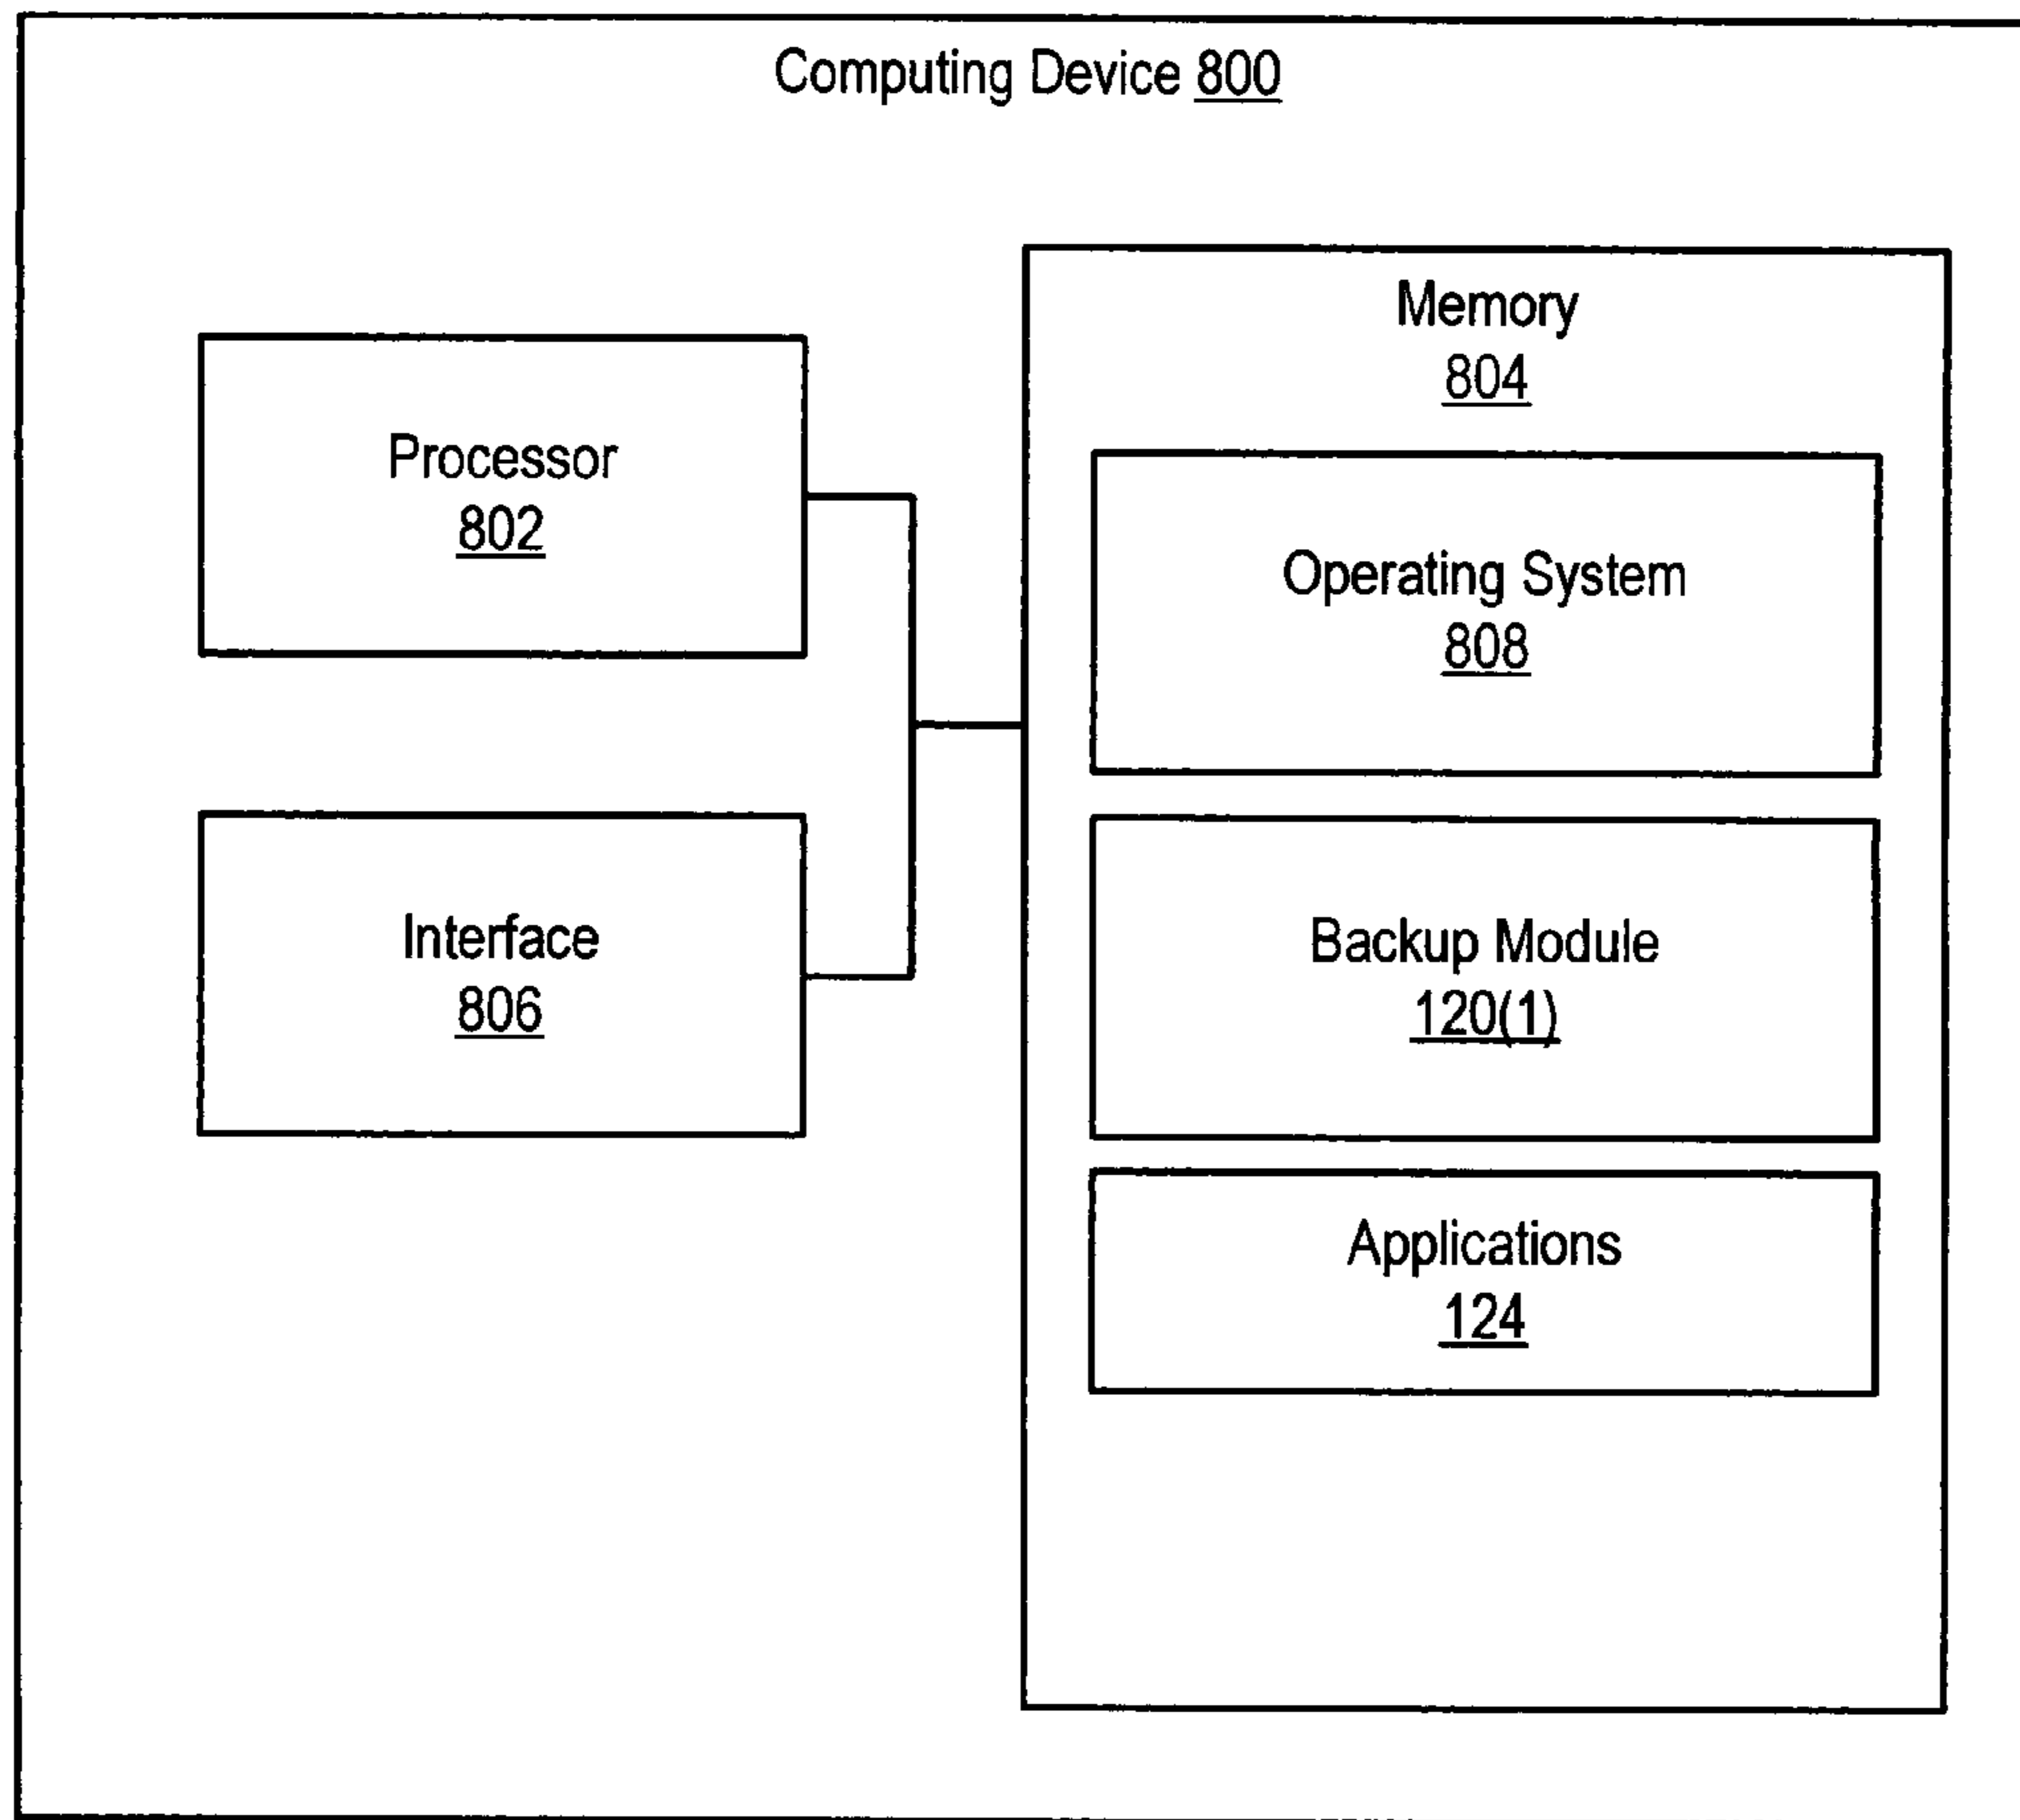 Computing Device 800
Processor
802
Interface
806
Memory
804
Operating System
808
Backup Module
120(1)
Applications
124